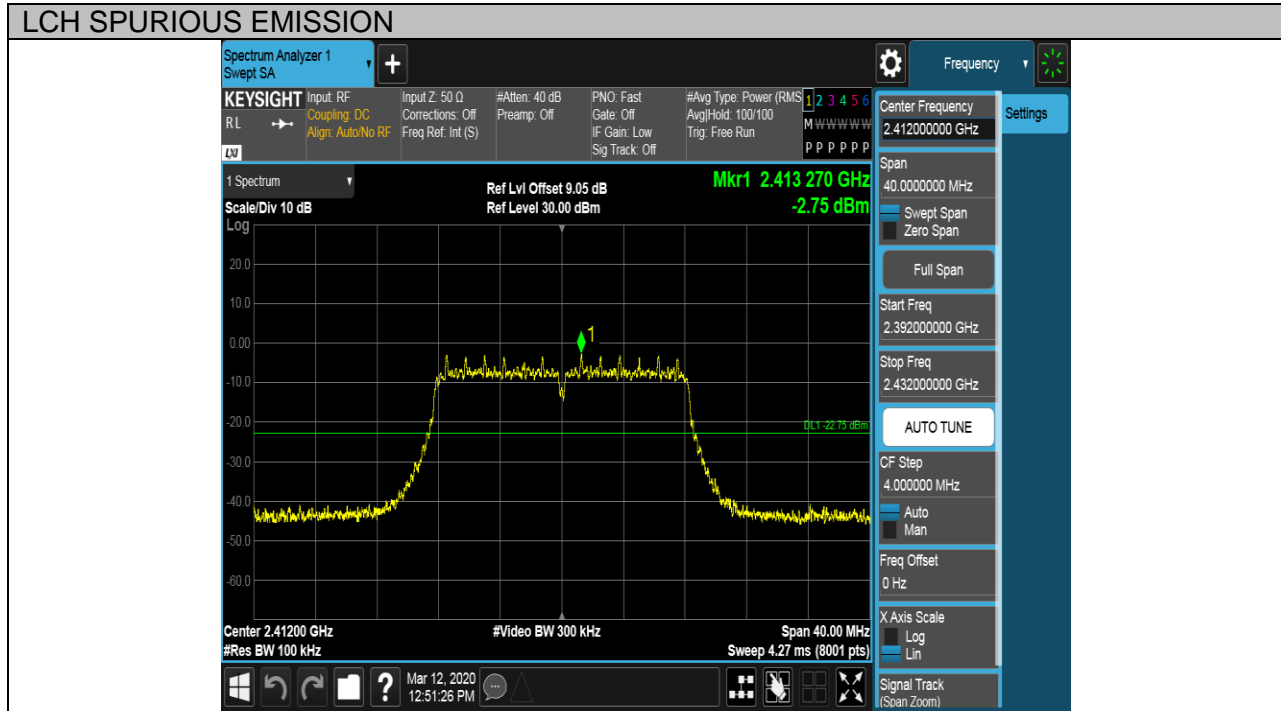 LCH SPURIOUS EMISSION
Spectrum Analyzer 1
Swept SA
+
Frequency
KEYSIGHT
RL
LXI
Input: RF
Coupling: DC
Align: Auto/No RF
Input Z: 50 Ω
Corrections: Off
Freq Ref: Int (S)
#Atten: 40 dB
Preamp: Off
PNO: Fast
Gate: Off
IF Gain: Low
Sig Track: Off
#Avg Type: Power (RMS
Avg|Hold: 100/100
Trig: Free Run
1 2 3 4 5 6
M W W W W W
P P P P P P
1 Spectrum
Scale/Div 10 dB
Log
Ref Lvl Offset 9.05 dB
Ref Level 30.00 dBm
Mkr1 2.413 270 GHz
-2.75 dBm
20.0
10.0
0.00
-10.0
-20.0
-30.0
-40.0
-50.0
-60.0
1
DL1 -22.75 dBm
Center 2.41200 GHz
#Res BW 100 kHz
#Video BW 300 kHz
Span 40.00 MHz
Sweep 4.27 ms (8001 pts)
?
Mar 12, 2020
12:51:26 PM
Center Frequency
2.412000000 GHz
Settings
Span
40.0000000 MHz
Swept Span
Zero Span
Full Span
Start Freq
2.392000000 GHz
Stop Freq
2.432000000 GHz
AUTO TUNE
CF Step
4.000000 MHz
Auto
Man
Freq Offset
0 Hz
X Axis Scale
Log
Lin
Signal Track
(Span Zoom)